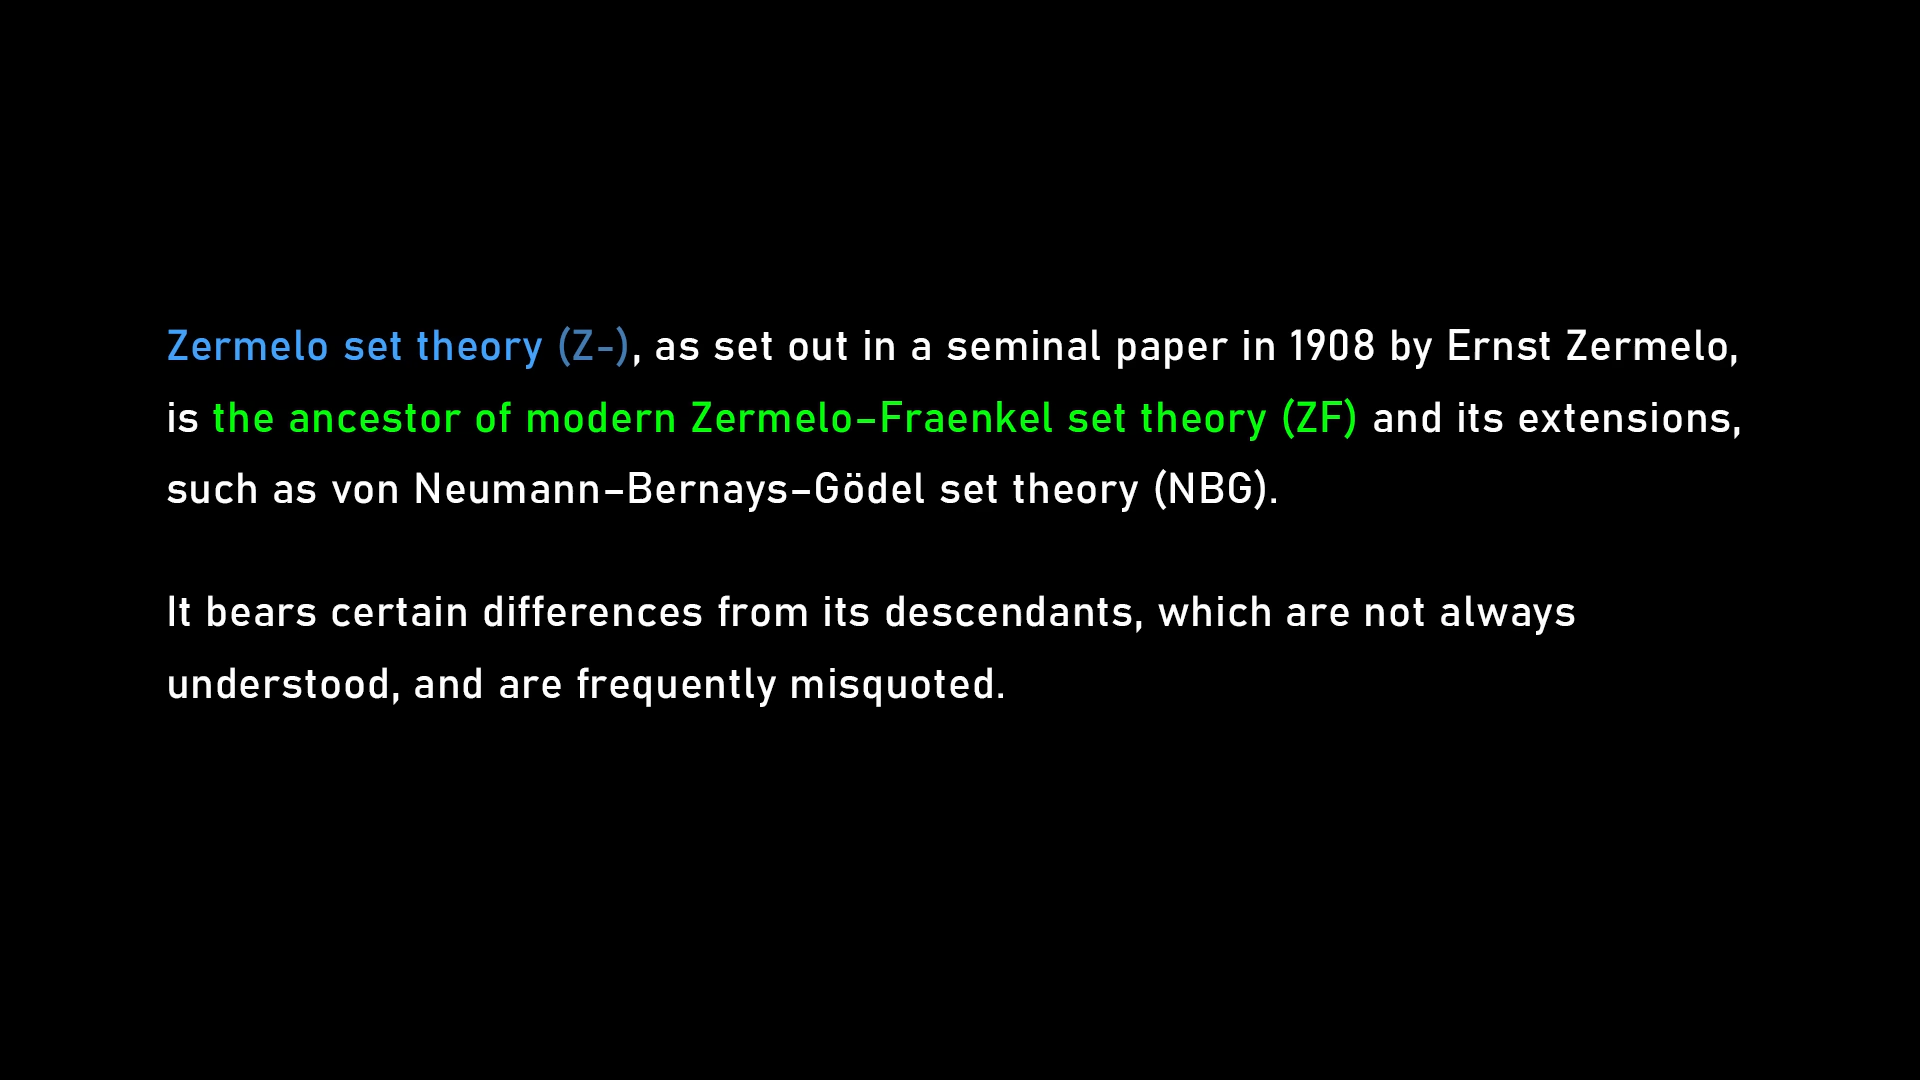 Zermelo set theory (Z-), as set out in a seminal paper in 1908 by Ernst Zermelo,
is the ancestor of modern Zermelo–Fraenkel set theory (ZF) and its extensions,
such as von Neumann–Bernays–Gödel set theory (NBG).
It bears certain differences from its descendants, which are not always
understood, and are frequently misquoted.